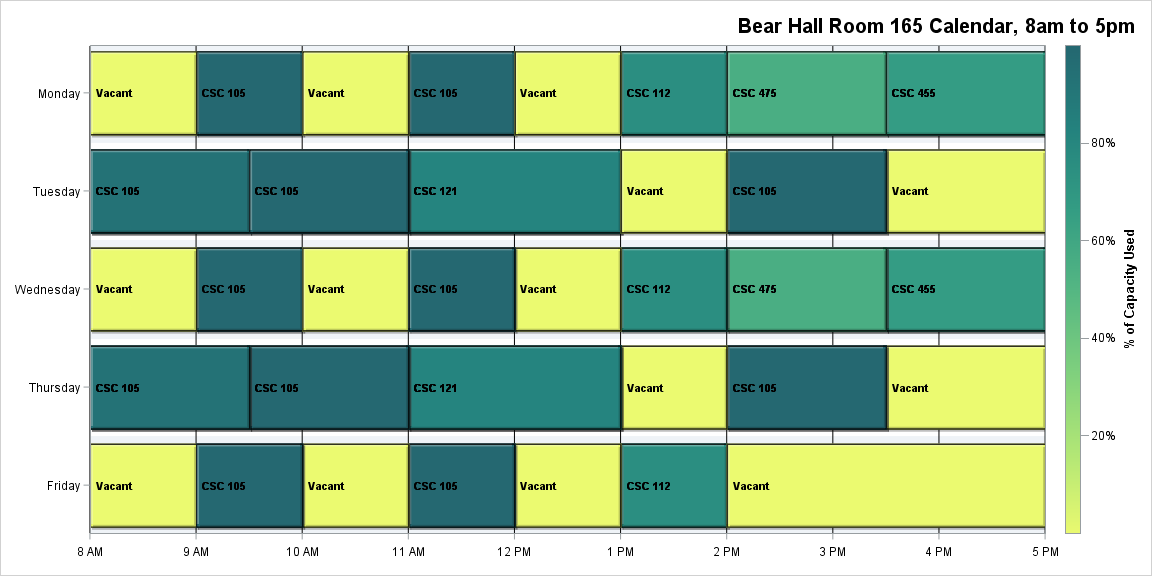 Bear Hall Room 165 Calendar, 8am to 5pm
Monday Vacant CSC 105 Vacant CSC 105 Vacant CSC 112 CSC 475 CSC 455
80%
Tuesday CSC 105 CSC 105 CSC 121 Vacant CSC 105 Vacant
60%
% of Capacity Used
Wednesday Vacant CSC 105 Vacant CSC 105 Vacant CSC 112 CSC 475 CSC 455
40%
Thursday CSC 105 CSC 105 CSC 121 Vacant CSC 105 Vacant
20%
Friday Vacant CSC 105 Vacant CSC 105 Vacant CSC 112 Vacant
8 AM 9 AM 10 AM 11 AM 12 PM 1 PM 2 PM 3 PM 4 PM 5 PM